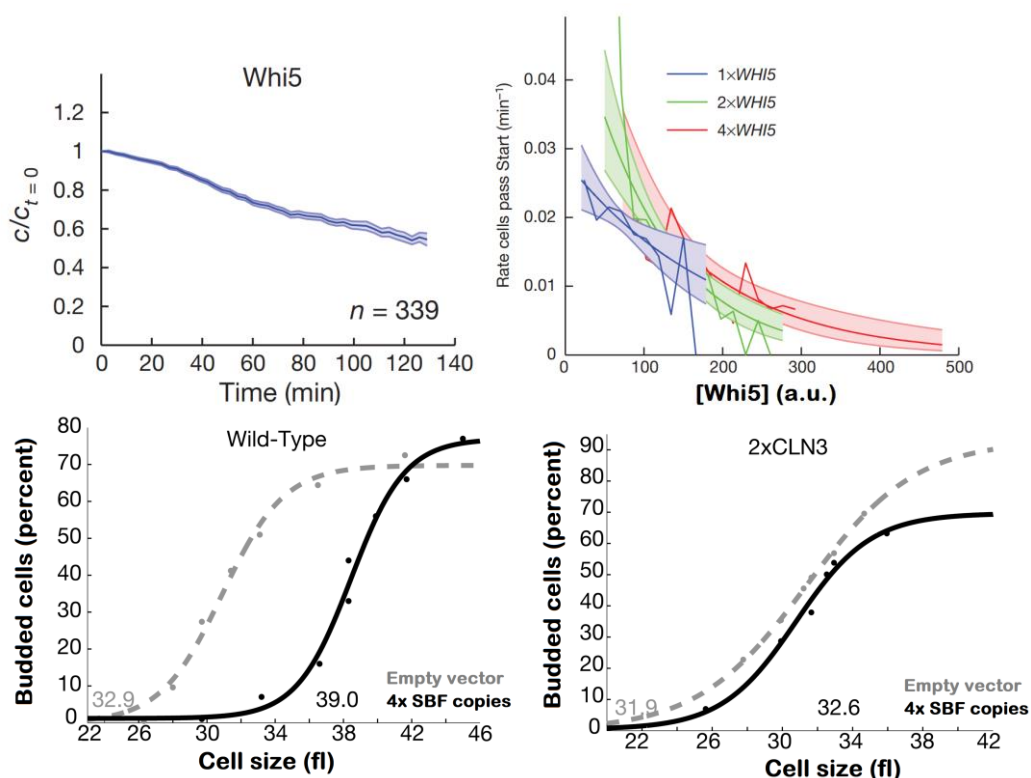 Whi5
1.2
1
0.8
0.6
0.4
0.2
0
c/c t = 0
n = 339
0 20 40 60 80 100 120 140
Time (min)
0.04
0.03
0.02
0.01
0
Rate cells pass Start (min⁻¹)
1×WHI5
2×WHI5
4×WHI5
100 200 300 400 500
[Whi5] (a.u.)
Wild-Type
80
70
60
50
40
30
20
10
0
Budded cells (percent)
32.9
39.0
Empty vector
4x SBF copies
22 26 30 34 38 42 46
Cell size (fl)
2xCLN3
90
80
70
60
50
40
30
20
10
0
Budded cells (percent)
31.9
32.6
Empty vector
4x SBF copies
22 26 30 34 38 42
Cell size (fl)